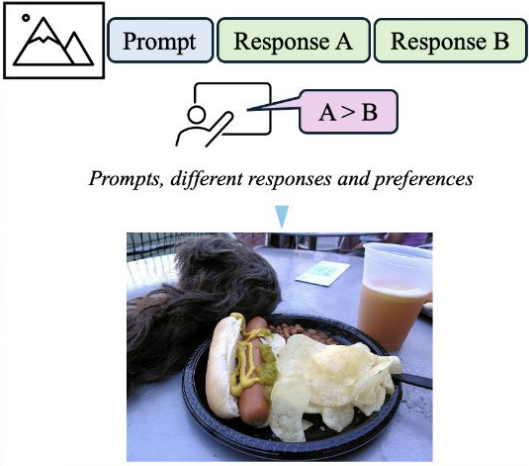 Prompt Response A Response B
A > B
Prompts, different responses and preferences